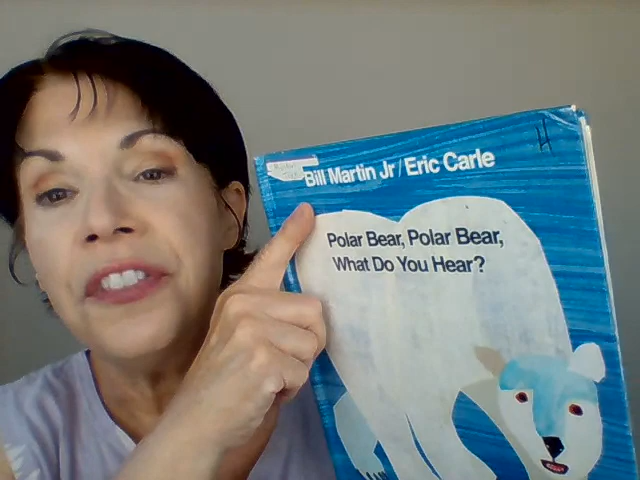 Bill Martin Jr / Eric Carle
Polar Bear, Polar Bear,
What Do You Hear?